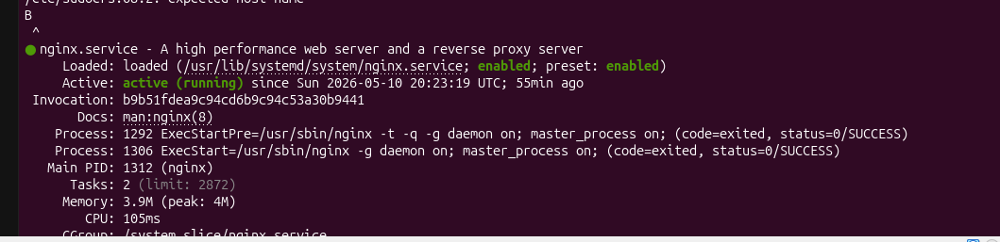 /etc/sudoers:68:2: expected host name
B
^
● nginx.service - A high performance web server and a reverse proxy server
Loaded: loaded (/usr/lib/systemd/system/nginx.service; enabled; preset: enabled)
Active: active (running) since Sun 2026-05-10 20:23:19 UTC; 55min ago
Invocation: b9b51fdea9c94cd6b9c94c53a30b9441
Docs: man:nginx(8)
Process: 1292 ExecStartPre=/usr/sbin/nginx -t -q -g daemon on; master_process on; (code=exited, status=0/SUCCESS)
Process: 1306 ExecStart=/usr/sbin/nginx -g daemon on; master_process on; (code=exited, status=0/SUCCESS)
Main PID: 1312 (nginx)
Tasks: 2 (limit: 2872)
Memory: 3.9M (peak: 4M)
CPU: 105ms
CGroup: /system.slice/nginx.service